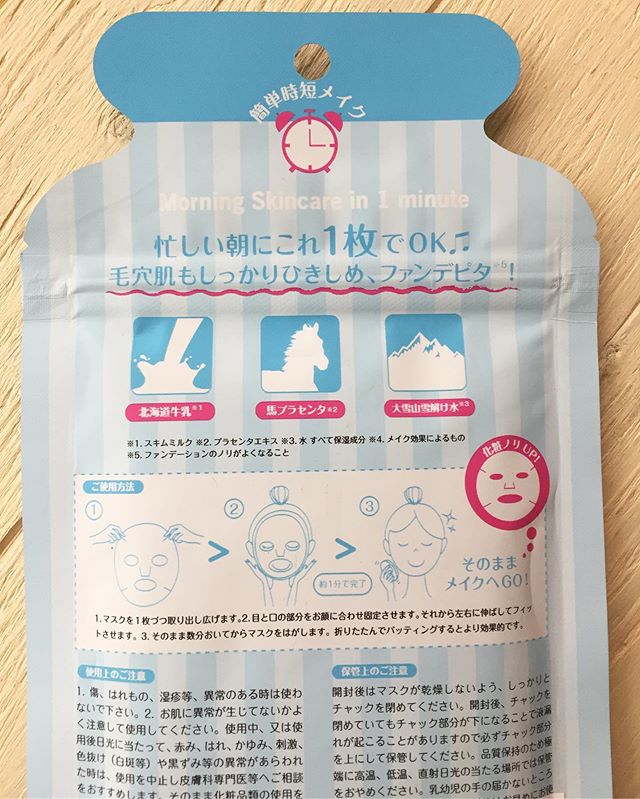 簡単時短メイク
Morning Skincare in 1 minute
忙しい朝にこれ1枚でOK♫
毛穴肌もしっかりひきしめ、ファンデピタ※5!
北海道牛乳※1
馬プラセンタ※2
大雪山雪解け水※3
※1. スキムミルク ※2. プラセンタエキス ※3. 水 すべて保湿成分 ※4. メイク効果によるもの
※5. ファンデーションのノリがよくなること
化粧ノリUP!
ご使用方法
1
2
3
約1分で完了
そのまま
メイクへGO!
1.マスクを1枚づつ取り出し広げます。2.目と口の部分をお顔に合わせ固定させます。それから左右に伸ばしてフィッ
トさせます。3.そのまま数分おいてからマスクをはがします。折りたたんでパッティングするとより効果的です。
使用上のご注意
1. 傷、はれもの、湿疹等、異常のある時は使わ
ないで下さい。2. お肌に異常が生じてないかよ
く注意して使用してください。使用中、又は使
用後日光に当たって、赤み、はれ、かゆみ、刺激、
色抜け(白斑等)や黒ずみ等の異常があらわれ
た時は、使用を中止し皮膚科専門医等へご相談
をおすすめします。そのまま化粧品類の使用を
保管上のご注意
開封後はマスクが乾燥しないよう、しっかりと
チャックを閉めてください。開封後、チャックを
閉めていてもチャック部分が下になることで液漏
れが起こることがありますので必ずチャック部分
を上にして保管してください。品質保持のため極
端に高温、低温、直射日光の当たる場所では保管
をおやめください。乳幼児の手の届かないところ